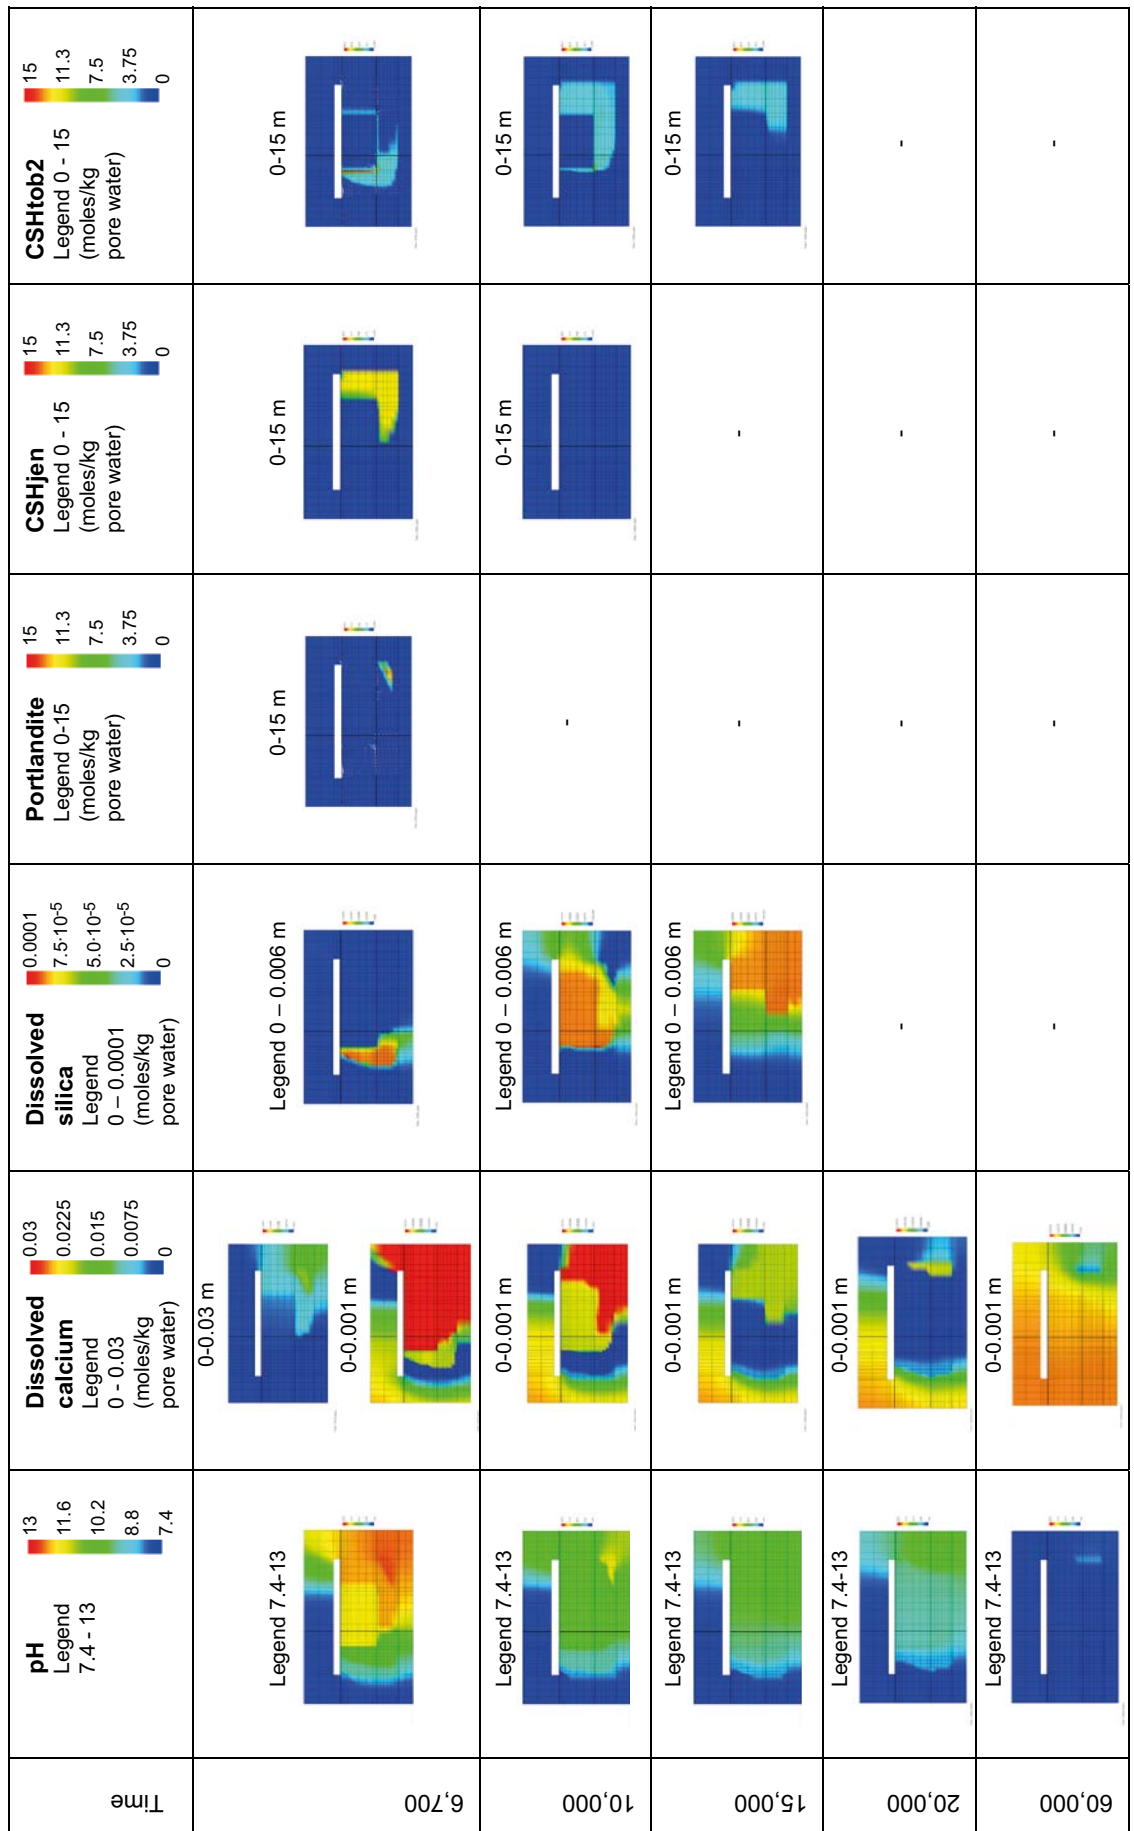 Time
pH
Legend
7.4 - 13
13
11.6
10.2
8.8
7.4
Dissolved
calcium
Legend
0 - 0.03
(moles/kg
pore water)
0.03
0.0225
0.015
0.0075
0
Dissolved
silica
Legend
0 – 0.0001
(moles/kg
pore water)
0.0001
7.5·10-5
5.0·10-5
2.5·10-5
0
Portlandite
Legend 0-15
(moles/kg
pore water)
15
11.3
7.5
3.75
0
CSHjen
Legend 0 - 15
(moles/kg
pore water)
15
11.3
7.5
3.75
0
CSHtob2
Legend 0 - 15
(moles/kg
pore water)
15
11.3
7.5
3.75
0
6,700
Legend 7.4-13
0-0.03 m
0-0.001 m
Legend 0 – 0.006 m
0-15 m
0-15 m
0-15 m
10,000
Legend 7.4-13
0-0.001 m
Legend 0 – 0.006 m
-
0-15 m
0-15 m
15,000
Legend 7.4-13
0-0.001 m
Legend 0 – 0.006 m
-
-
0-15 m
20,000
Legend 7.4-13
0-0.001 m
-
-
-
-
60,000
Legend 7.4-13
0-0.001 m
-
-
-
-